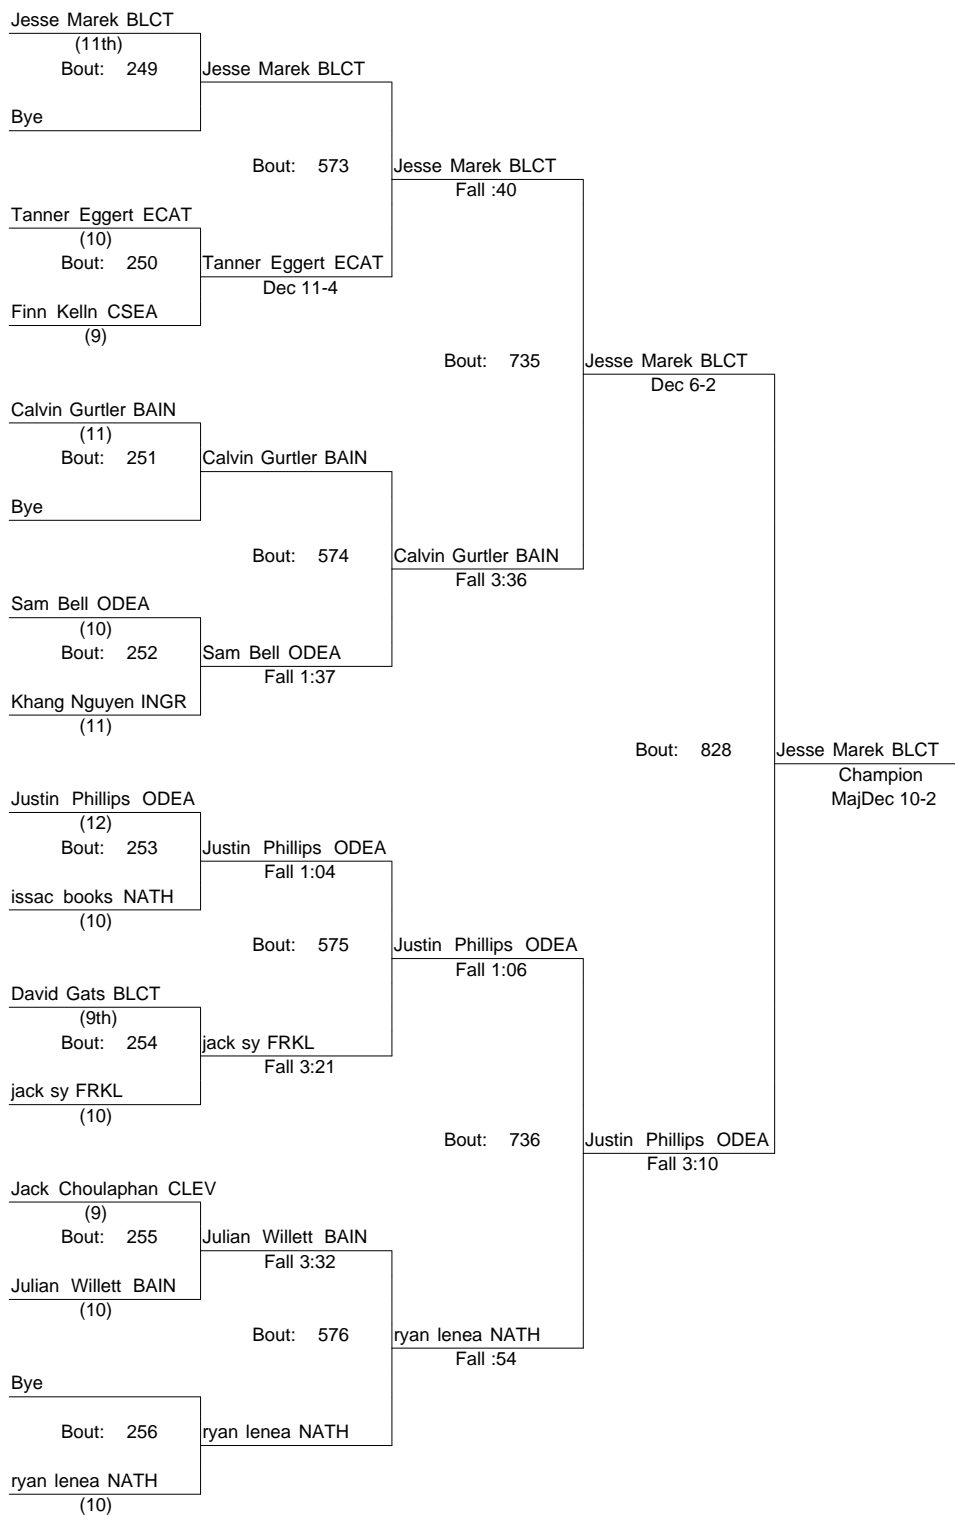 Jesse Marek BLCT
(11th)
Bout: 249
Jesse Marek BLCT
Bye
Bout: 573
Jesse Marek BLCT
Fall :40
Tanner Eggert ECAT
(10)
Bout: 250
Tanner Eggert ECAT
Dec 11-4
Finn Kelln CSEA
(9)
Bout: 735
Jesse Marek BLCT
Dec 6-2
Calvin Gurtler BAIN
(11)
Bout: 251
Calvin Gurtler BAIN
Bye
Bout: 574
Calvin Gurtler BAIN
Fall 3:36
Sam Bell ODEA
(10)
Bout: 252
Sam Bell ODEA
Fall 1:37
Khang Nguyen INGR
(11)
Bout: 828
Jesse Marek BLCT
Champion
MajDec 10-2
Justin Phillips ODEA
(12)
Bout: 253
Justin Phillips ODEA
Fall 1:04
issac books NATH
(10)
Bout: 575
Justin Phillips ODEA
Fall 1:06
David Gats BLCT
(9th)
Bout: 254
jack sy FRKL
Fall 3:21
jack sy FRKL
(10)
Bout: 736
Justin Phillips ODEA
Fall 3:10
Jack Choulaphan CLEV
(9)
Bout: 255
Julian Willett BAIN
Fall 3:32
Julian Willett BAIN
(10)
Bout: 576
ryan lenea NATH
Fall :54
Bye
Bout: 256
ryan lenea NATH
ryan lenea NATH
(10)